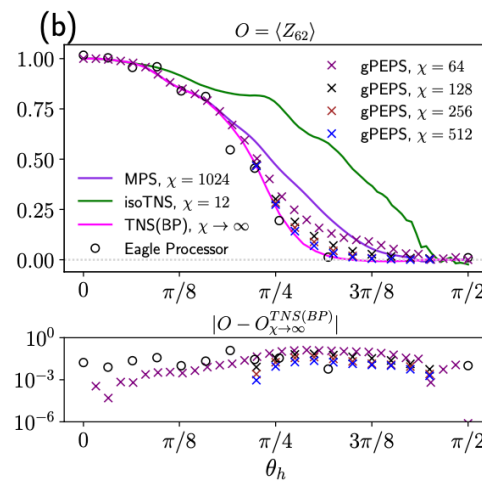 (b)
O = ⟨Z₆₂⟩
1.00
0.75
0.50
0.25
0.00
gPEPS, χ = 64
gPEPS, χ = 128
gPEPS, χ = 256
gPEPS, χ = 512
MPS, χ = 1024
isoTNS, χ = 12
TNS(BP), χ → ∞
Eagle Processor
0 π/8 π/4 3π/8 π/2
|O − O^{TNS(BP)}_{χ→∞}|
10⁰
10⁻³
10⁻⁶
0 π/8 π/4 3π/8 π/2
θₕ